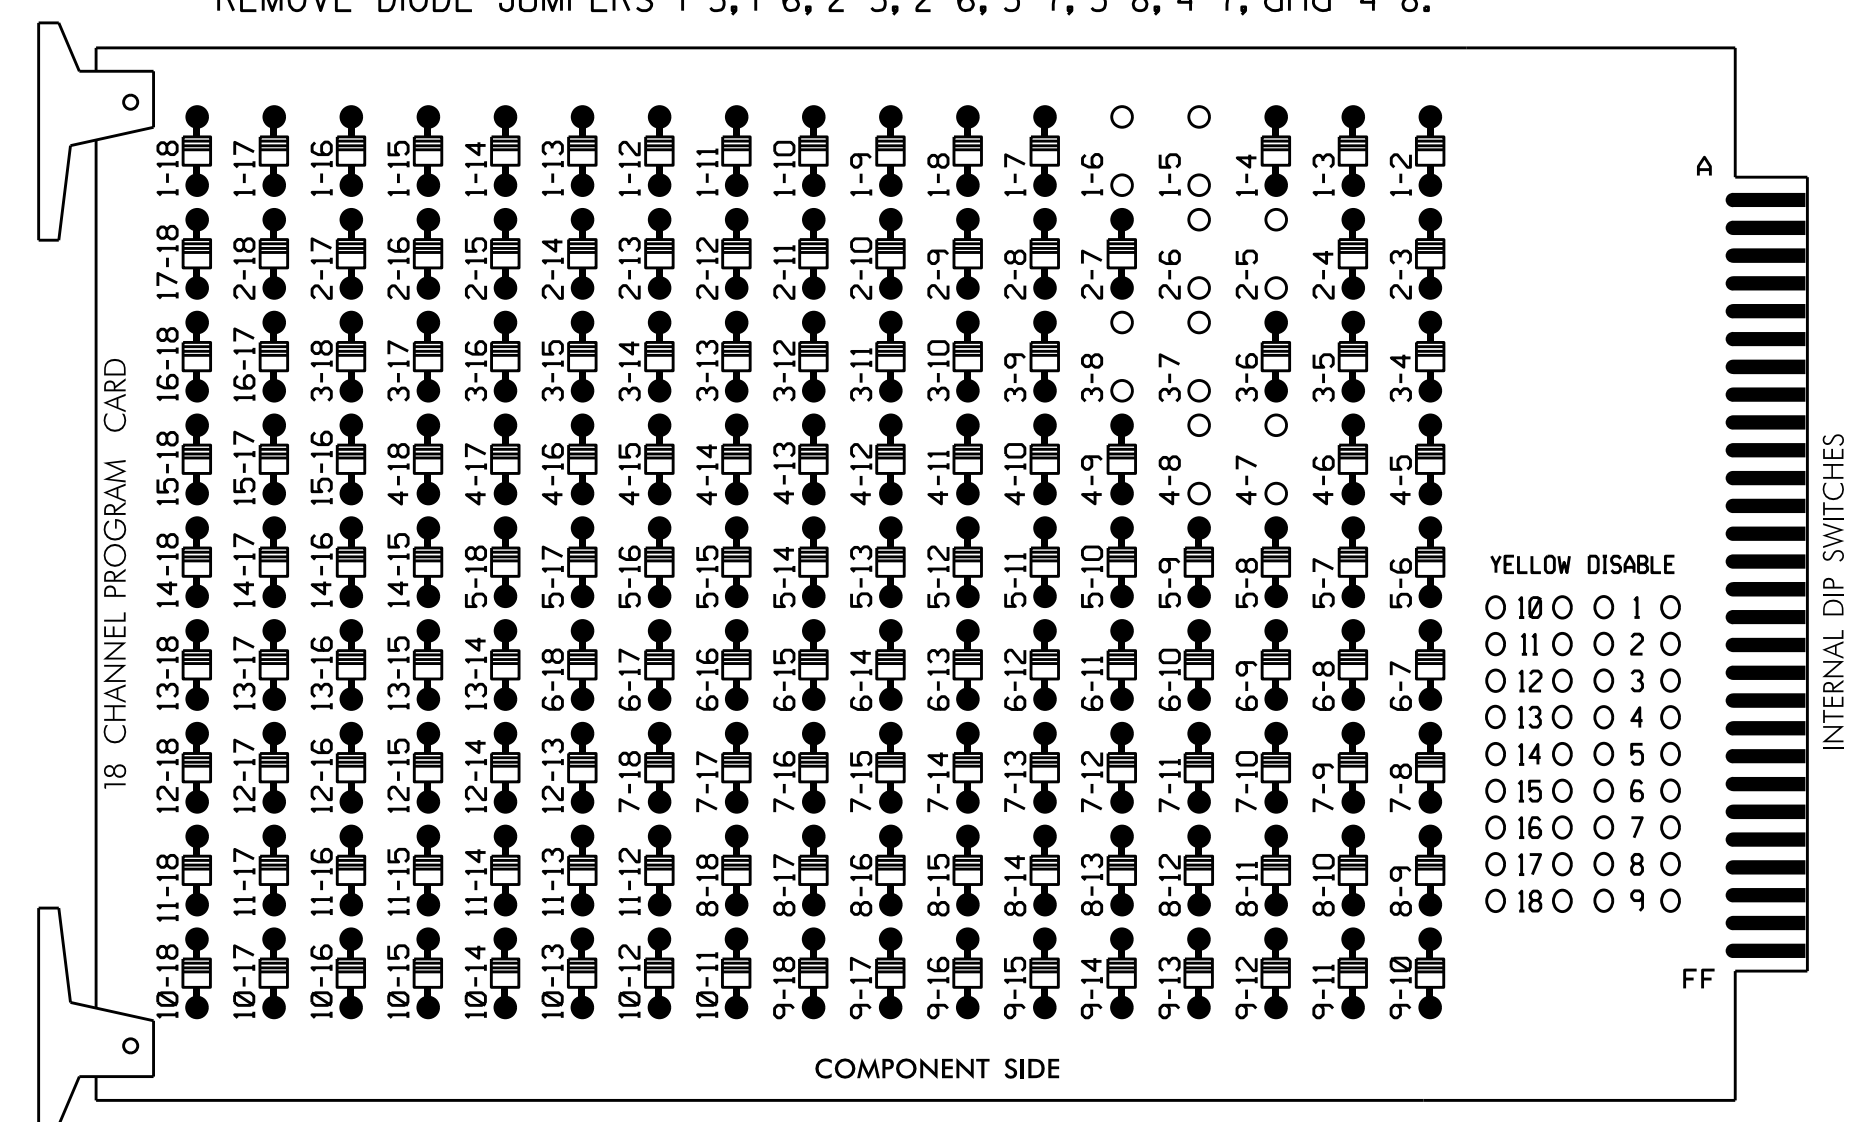 REMOVE DIODE JUMPERS 1-5, 1-6, 2-5, 2-6, 3-7, 3-8, 4-7, and 4-8.
1-18 1-17 1-16 1-15 1-14 1-13 1-12 1-11 1-10 1-9 1-8 1-7 1-6 1-5 1-4 1-3 1-2
A
17-18 2-18 2-17 2-16 2-15 2-14 2-13 2-12 2-11 2-10 2-9 2-8 2-7 2-6 2-5 2-4 2-3
16-18 16-17 3-18 3-17 3-16 3-15 3-14 3-13 3-12 3-11 3-10 3-9 3-8 3-7 3-6 3-5 3-4
15-18 15-17 15-16 4-18 4-17 4-16 4-15 4-14 4-13 4-12 4-11 4-10 4-9 4-8 4-7 4-6 4-5
14-18 14-17 14-16 14-15 5-18 5-17 5-16 5-15 5-14 5-13 5-12 5-11 5-10 5-9 5-8 5-7 5-6
13-18 13-17 13-16 13-15 13-14 6-18 6-17 6-16 6-15 6-14 6-13 6-12 6-11 6-10 6-9 6-8 6-7
12-18 12-17 12-16 12-15 12-14 12-13 7-18 7-17 7-16 7-15 7-14 7-13 7-12 7-11 7-10 7-9 7-8
11-18 11-17 11-16 11-15 11-14 11-13 11-12 8-18 8-17 8-16 8-15 8-14 8-13 8-12 8-11 8-10 8-9
10-18 10-17 10-16 10-15 10-14 10-13 10-12 10-11 9-18 9-17 9-16 9-15 9-14 9-13 9-12 9-11 9-10
18 CHANNEL PROGRAM CARD
YELLOW DISABLE
10 1
11 2
12 3
13 4
14 5
15 6
16 7
17 8
18 9
FF
INTERNAL DIP SWITCHES
COMPONENT SIDE